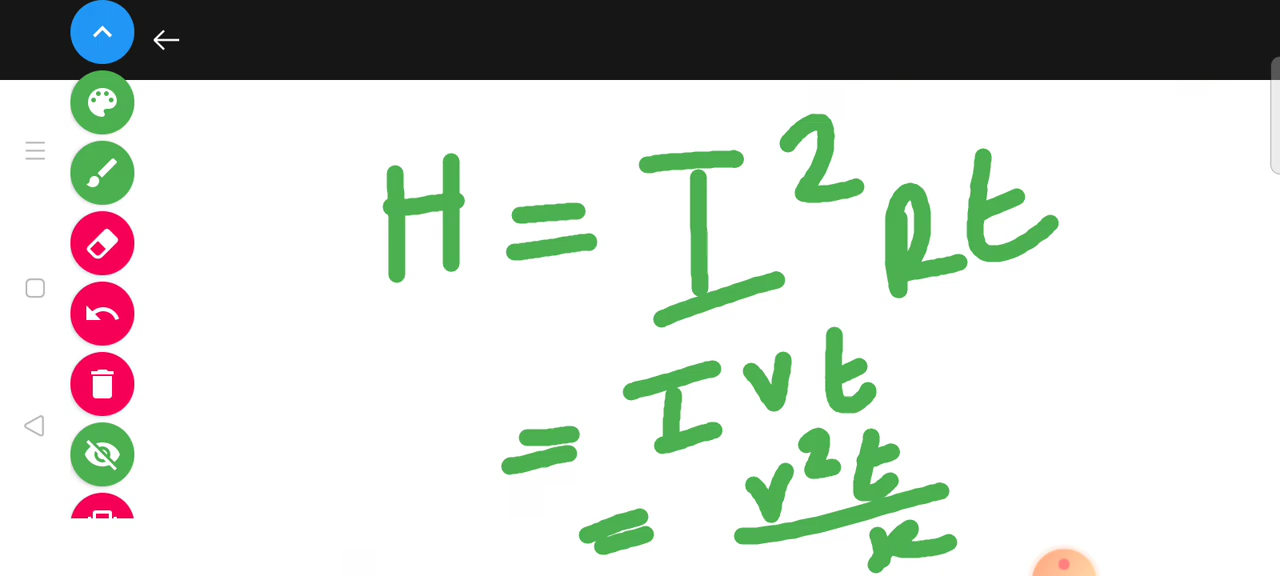 H = I²Rt
= Ivt
= v²t/R